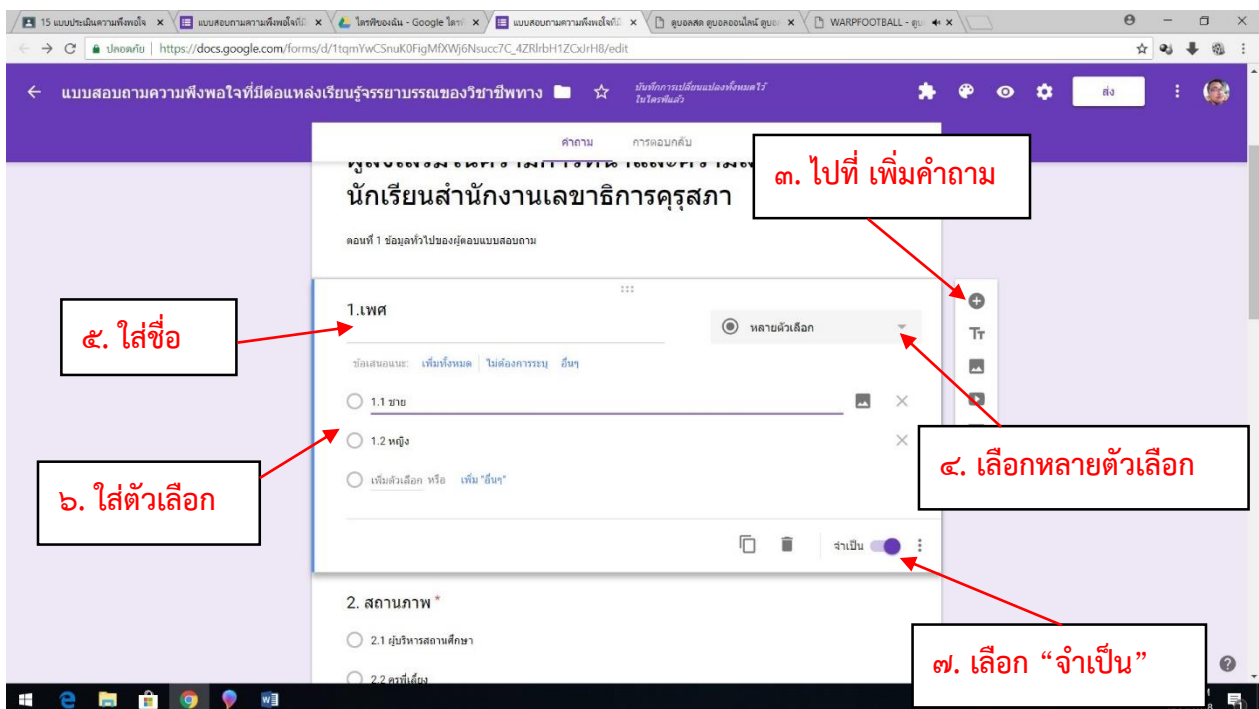 15 แบบประเมินความพึงพอใจ
แบบสอบถามความพึงพอใจที่มี
ไดรฟ์ของฉัน - Google ไดรฟ์
แบบสอบถามความพึงพอใจที่มี
ดูบอลสด ดูบอลออนไลน์ ดูบอ
WARPFOOTBALL - ดูบ
ปลอดภัย
https://docs.google.com/forms/d/1tqmYwCSnuK0FigMfXWj6Nsucc7C_4ZRlrbH1ZCxJrH8/edit
แบบสอบถามความพึงพอใจที่มีต่อแหล่งเรียนรู้จรรยาบรรณของวิชาชีพทาง
บันทึกการเปลี่ยนแปลงทั้งหมดไว้
ในไดรฟ์แล้ว
ส่ง
คำถาม
การตอบกลับ
นักเรียนสำนักงานเลขาธิการคุรุสภา
ตอนที่ 1 ข้อมูลทั่วไปของผู้ตอบแบบสอบถาม
๓. ไปที่ เพิ่มคำถาม
1.เพศ
หลายตัวเลือก
๕. ใส่ชื่อ
ข้อเสนอแนะ: เพิ่มทั้งหมด ไม่ต้องการระบุ อื่นๆ
1.1 ชาย
1.2 หญิง
๔. เลือกหลายตัวเลือก
เพิ่มตัวเลือก หรือ เพิ่ม "อื่นๆ"
๖. ใส่ตัวเลือก
จำเป็น
2. สถานภาพ *
2.1 ผู้บริหารสถานศึกษา
2.2 ครูพี่เลี้ยง
๗. เลือก “จำเป็น”